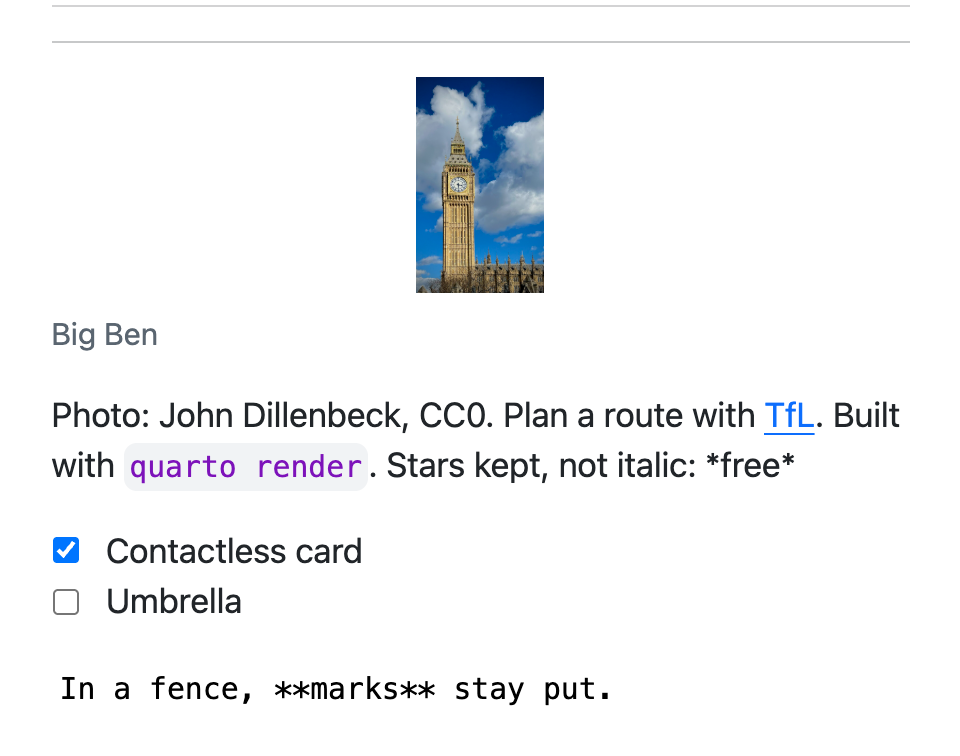 Big Ben
Photo: John Dillenbeck, CC0. Plan a route with TfL. Built
with quarto render. Stars kept, not italic: *free*
Contactless card
Umbrella
In a fence, **marks** stay put.